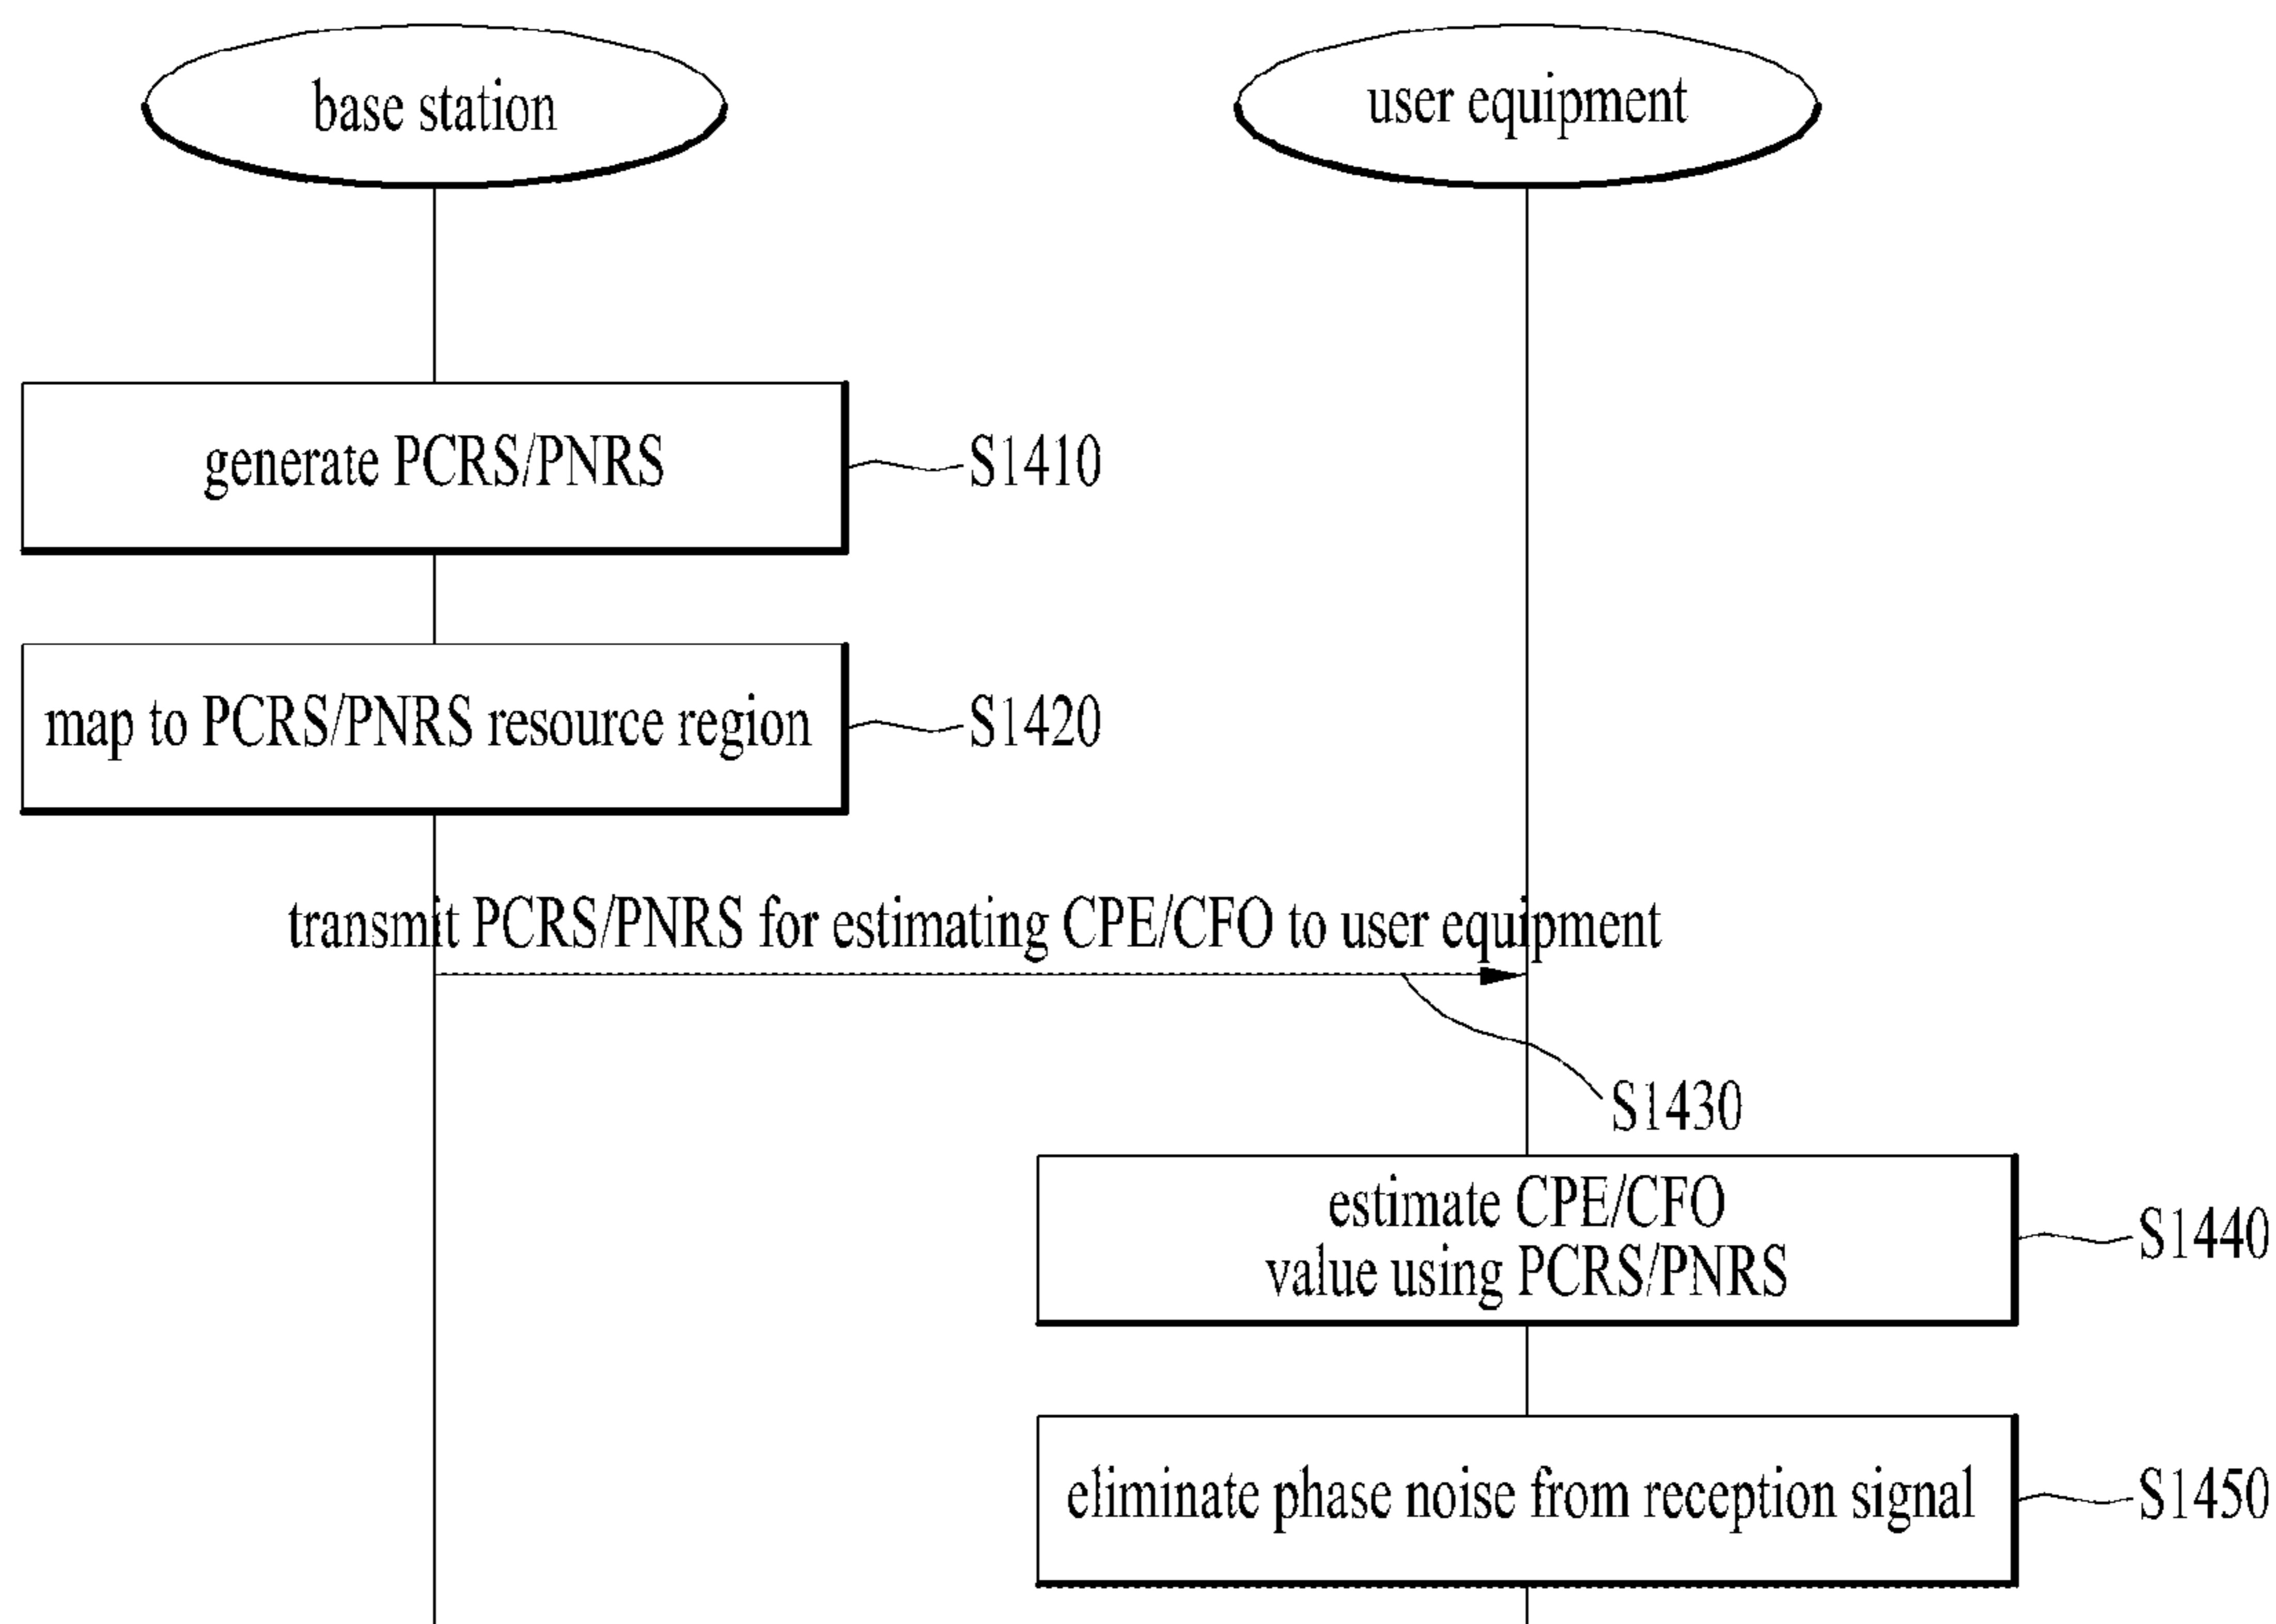 base station
user equipment
generate PCRS/PNRS
S1410
map to PCRS/PNRS resource region
S1420
transmit PCRS/PNRS for estimating CPE/CFO to user equipment
S1430
estimate CPE/CFO
value using PCRS/PNRS
S1440
eliminate phase noise from reception signal
S1450